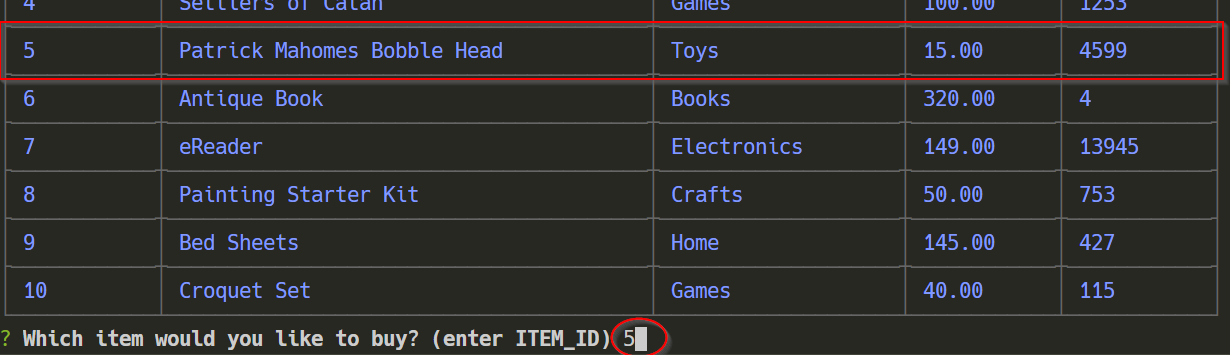 4 Settlers of Catan Games 100.00 1253
5 Patrick Mahomes Bobble Head Toys 15.00 4599
6 Antique Book Books 320.00 4
7 eReader Electronics 149.00 13945
8 Painting Starter Kit Crafts 50.00 753
9 Bed Sheets Home 145.00 427
10 Croquet Set Games 40.00 115
? Which item would you like to buy? (enter ITEM_ID) 5